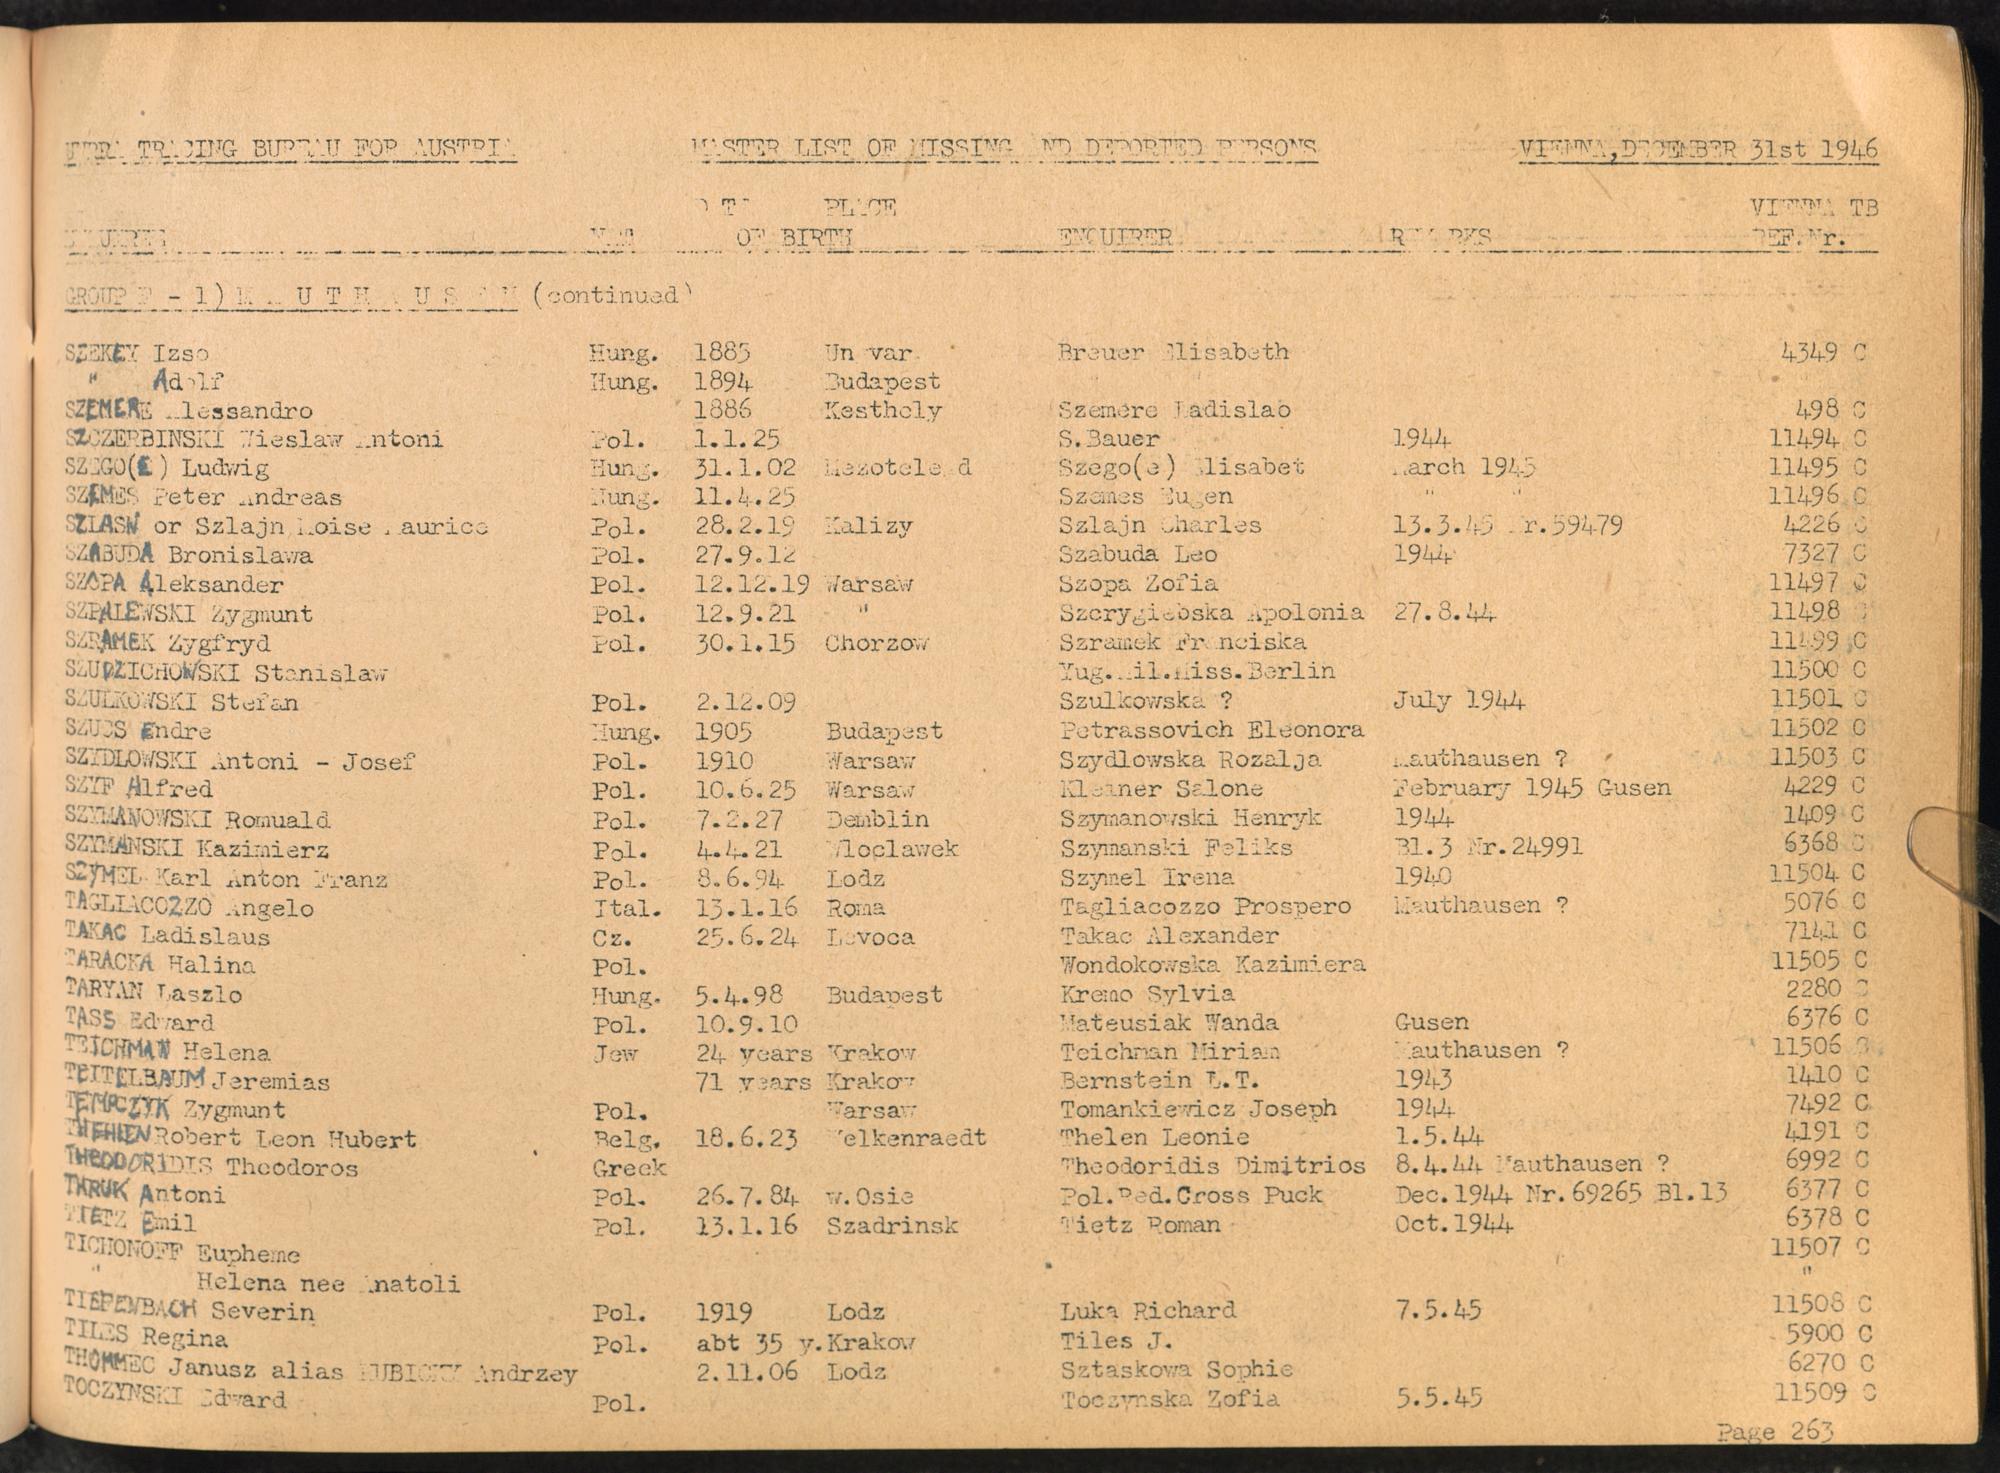 UNRRA TRACING BUREAU FOR AUSTRIA MASTER LIST OF MISSING AND DEPORTED PERSONS VIENNA,DECEMBER 31st 1946
DATE PLACE VIENNA TB
NAT OF BIRTH ENQUIRER REMARKS REF.Nr.
GROUP F - 1) M A U T H A U S E N (continued)
SZEKEY Izso Hung. 1885 Breuer Elisabeth 4349 C
" Adolf Hung. 1894 Budapest
SZEMERE Alessandro 1886 Kesthely Szemere Ladislao 498 C
SZCZERBINSKI Wieslaw Antoni Pol. 1.1.25 S.Bauer 1944 11494 C
SZEGO(E) Ludwig Hung. 31.1.02 Szego(e) Elisabet March 1945 11495 C
SZEMES Peter Andreas Hung. 11.4.25 Szemes Eugen " " 11496 C
SZLASN or Szlajn Loise Maurice Pol. 28.2.19 Kalizy Szlajn Charles 13.3.45 Nr.59479 4226 C
SZABUDA Bronislawa Pol. 27.9.12 Szabuda Leo 1944 7327 C
SZOPA Aleksander Pol. 12.12.19 Warsaw Szopa Zofia 11497 C
SZPALEWSKI Zygmunt Pol. 12.9.21 " Szcrygiebska Apolonia 27.8.44 11498 C
SZRAMEK Zygfryd Pol. 30.1.15 Chorzow Szramek Franciska 11499 C
SZUDZICHOWSKI Stanislaw Yug.Mil.Miss.Berlin 11500 C
SZULKOWSKI Stefan Pol. 2.12.09 Szulkowska ? July 1944 11501 C
SZUCS Endre Hung. 1905 Budapest Petrassovich Eleonora 11502 C
SZYDLOWSKI Antoni - Josef Pol. 1910 Warsaw Szydlowska Rozalja Mauthausen ? 11503 C
SZYF Alfred Pol. 10.6.25 Warsaw Kleiner Salone February 1945 Gusen 4229 C
SZYMANOWSKI Romuald Pol. 7.2.27 Demblin Szymanowski Henryk 1944 1409 C
SZYMANSKI Kazimierz Pol. 4.4.21 Wloclawek Szymanski Feliks Bl.3 Nr.24991 6368 C
SZYMEL Karl Anton Franz Pol. 8.6.94 Lodz Szymel Irena 1940 11504 C
TAGLIACOZZO Angelo Ital. 13.1.16 Roma Tagliacozzo Prospero Mauthausen ? 5076 C
TAKAC Ladislaus Cz. 25.6.24 Levoca Takac Alexander 7141 C
TARACKA Halina Pol. Wondokowska Kazimiera 11505 C
TARYAN Laszlo Hung. 5.4.98 Budapest Kremo Sylvia 2280 C
TASS Edward Pol. 10.9.10 Mateusiak Wanda Gusen 6376 C
TEICHMAN Helena Jew 24 years Krakow Teichman Miriam Mauthausen ? 11506 C
TEITELBAUM Jeremias 71 years Krakow Bernstein L.T. 1943 1410 C
TEMPCZYK Zygmunt Pol. Warsaw Tomankiewicz Joseph 1944 7492 C
THEHLEN Robert Leon Hubert Belg. 18.6.23 Welkenraedt Thelen Leonie 1.5.44 4191 C
THEODORIDIS Theodoros Greek Theodoridis Dimitrios 8.4.44 Mauthausen ? 6992 C
THRUK Antoni Pol. 26.7.84 w.Osie Pol.Red.Cross Puck Dec.1944 Nr.69265 Bl.13 6377 C
TIETZ Emil Pol. 13.1.16 Szadrinsk Tietz Roman Oct.1944 6378 C
TICHONOFF Eupheme 11507 C
" Helena nee Anatoli "
TIEFENBACH Severin Pol. 1919 Lodz Luka Richard 7.5.45 11508 C
TILES Regina Pol. abt 35 y. Krakow Tiles J. 5900 C
THOMMEC Janusz alias KUBICKY Andrzey 2.11.06 Lodz Sztaskowa Sophie 6270 C
TOCZYNSKI Edward Pol. Toczynska Zofia 5.5.45 11509 C
Page 263